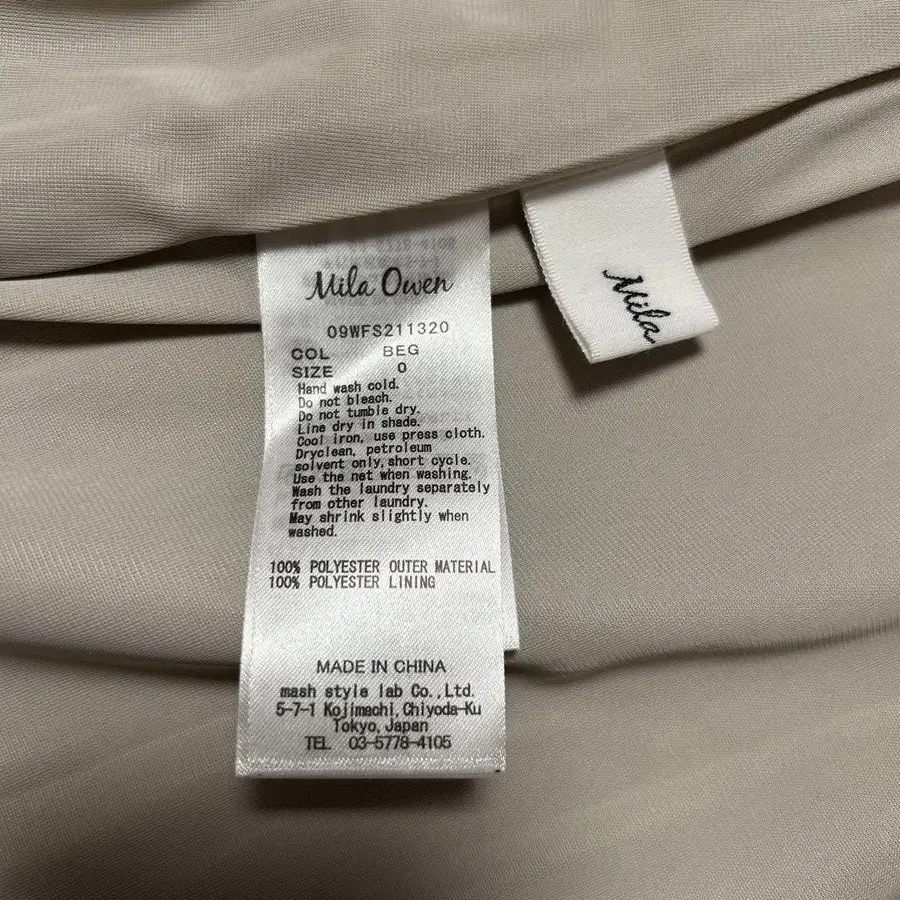 Mila Owen
09WFS211320
COL BEG
SIZE 0
Hand wash cold.
Do not bleach.
Do not tumble dry.
Line dry in shade.
Cool iron, use press cloth.
Dryclean, petroleum
solvent only,short cycle.
Use the net when washing.
Wash the laundry separately
from other laundry.
May shrink slightly when
washed.
100% POLYESTER OUTER MATERIAL
100% POLYESTER LINING
MADE IN CHINA
mash style lab Co.,Ltd.
5-7-1 Kojimachi,Chiyoda-Ku
Tokyo,Japan
TEL 03-5778-4105
Mila